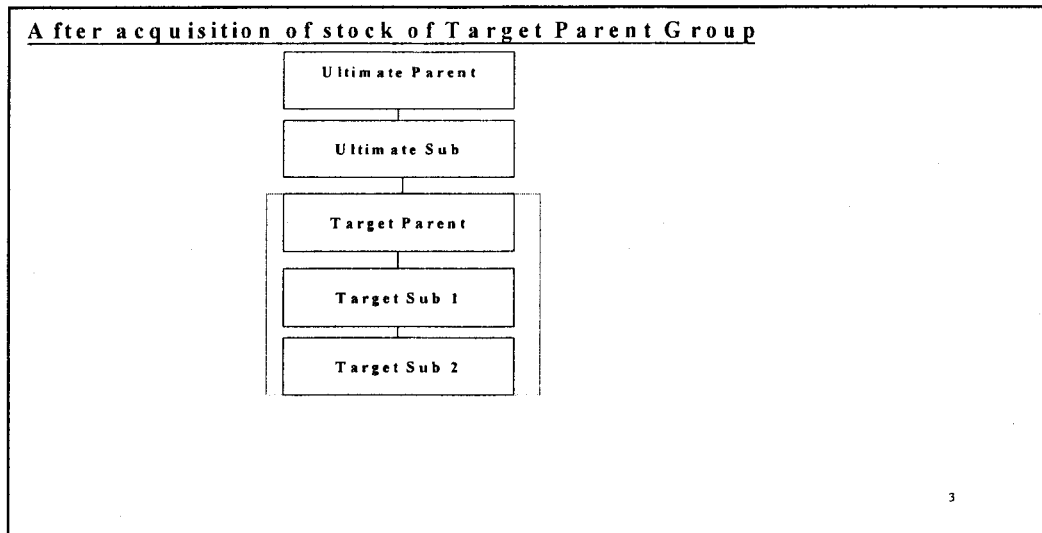 After acquisition of stock of Target Parent Group
Ultimate Parent
Ultimate Sub
Target Parent
Target Sub 1
Target Sub 2
3